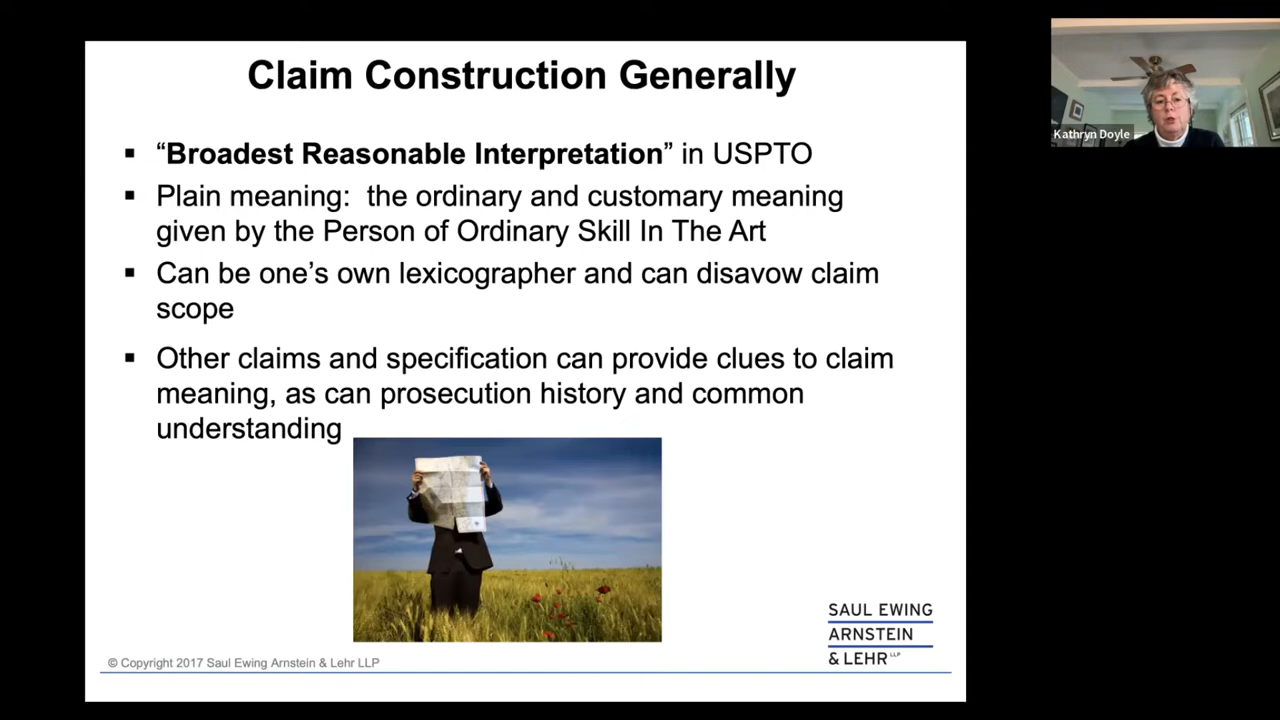 Claim Construction Generally
▪ “Broadest Reasonable Interpretation” in USPTO
▪ Plain meaning:  the ordinary and customary meaning
given by the Person of Ordinary Skill In The Art
▪ Can be one’s own lexicographer and can disavow claim
scope
▪ Other claims and specification can provide clues to claim
meaning, as can prosecution history and common
understanding
SAUL EWING
ARNSTEIN
& LEHR LLP
© Copyright 2017 Saul Ewing Arnstein & Lehr LLP
Kathryn Doyle